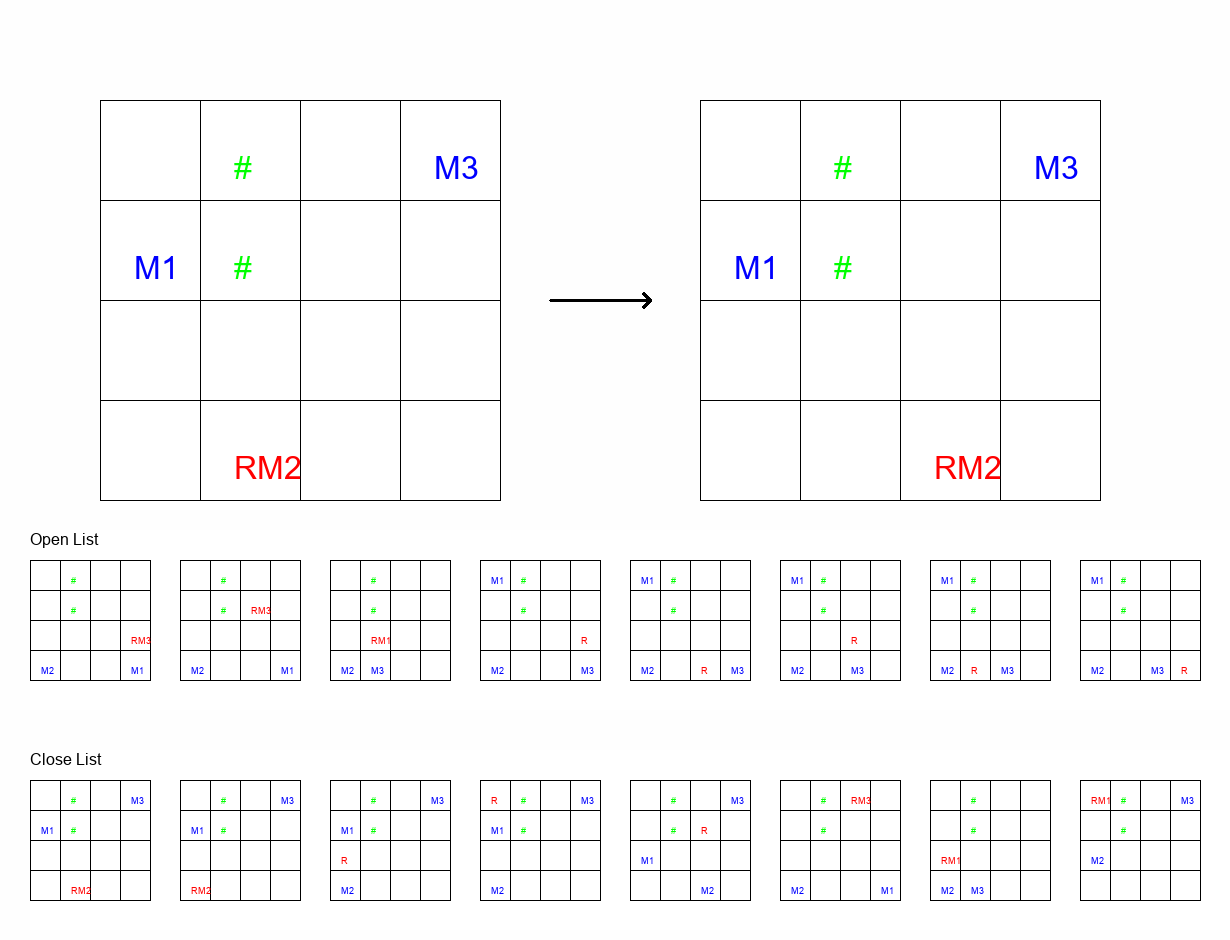 # M3 # M3
M1 # M1 #
RM2 RM2
Open List
# # # M1 # M1 # M1 # M1 # M1 #
# # RM3 # # # # # #
RM3 RM1 R R
M2 M1 M2 M1 M2 M3 M2 M3 M2 R M3 M2 M3 M2 R M3 M2 M3 R
Close List
# M3 # M3 # M3 R # M3 # M3 # RM3 # RM1 # M3
M1 # M1 # M1 # M1 # # R # # #
R M1 RM1 M2
RM2 RM2 M2 M2 M2 M2 M1 M2 M3